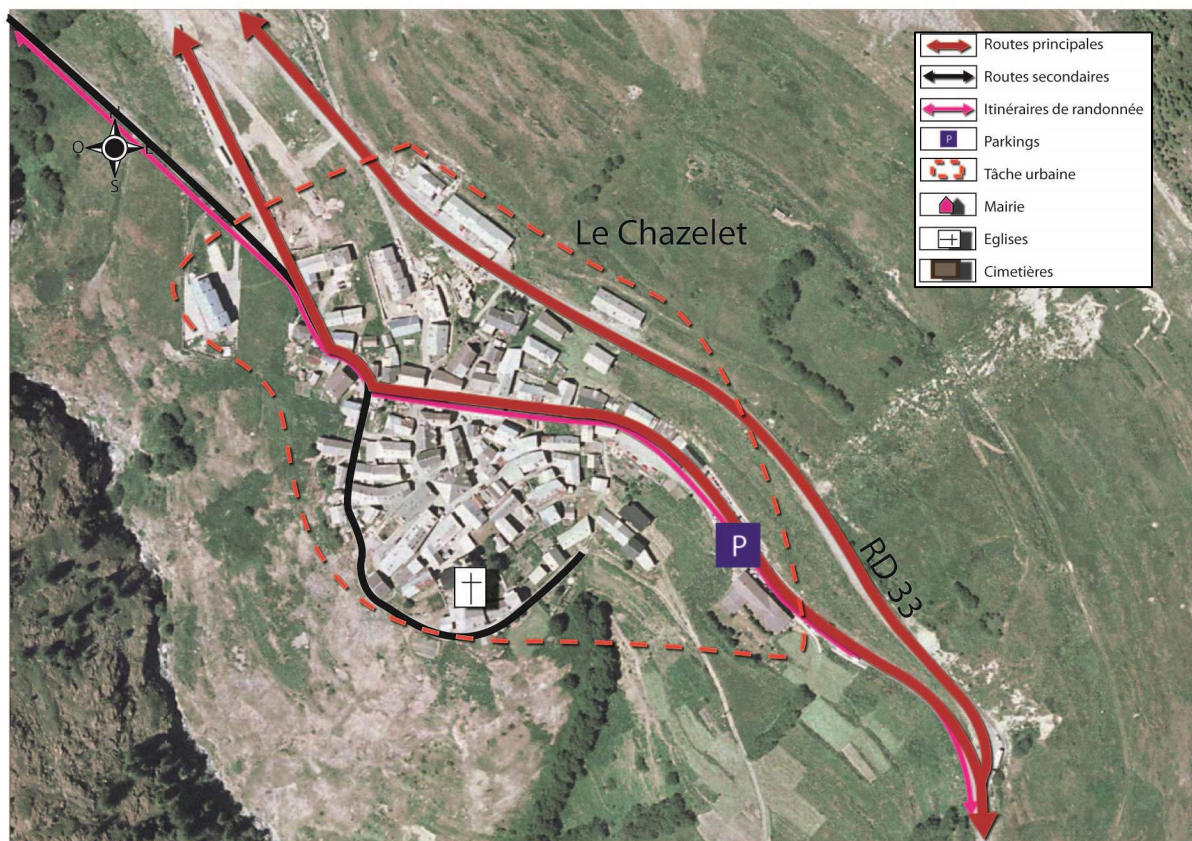 Routes principales
Routes secondaires
Itinéraires de randonnée
P
Parkings
Tâche urbaine
Mairie
Eglises
Cimetières
O
E
S
Le Chazelet
P
RD 33